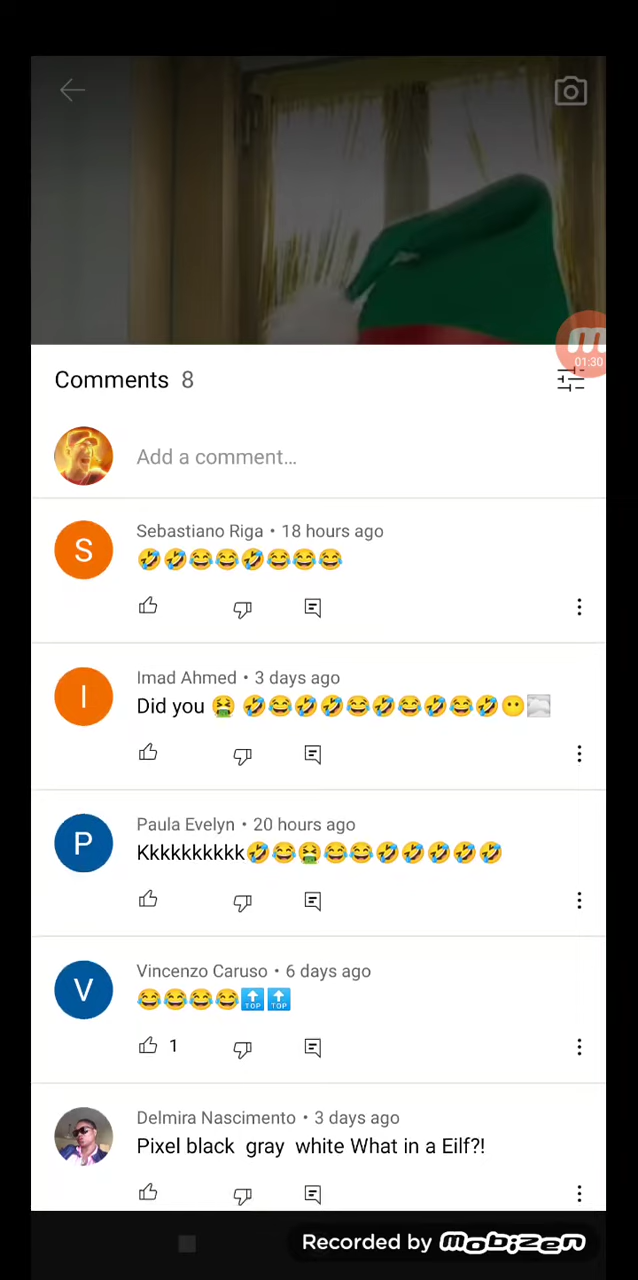 01:30
Comments 8
Add a comment...
Sebastiano Riga • 18 hours ago
S
🤣🤣😂😂🤣😂😂😂
Imad Ahmed • 3 days ago
I
Did you 🤮 🤣😂🤣🤣😂🤣😂🤣😂🤣😶‍🌫️
Paula Evelyn • 20 hours ago
P
Kkkkkkkkkk🤣😂🤮😂😂🤣🤣🤣🤣🤣
Vincenzo Caruso • 6 days ago
V
😂😂😂😂🔝🔝
1
Delmira Nascimento • 3 days ago
Pixel black gray white What in a Eilf?!
Recorded by mobizen